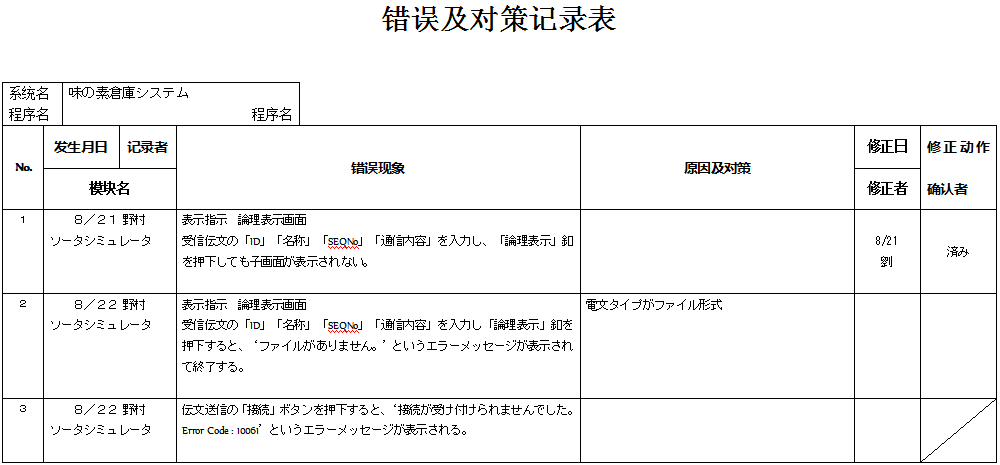 错误及对策记录表
系统名
程序名
味の素倉庫システム
程序名
No.
发生月日
记录者
模块名
错误现象
原因及对策
修正日
修正者
修正动作
确认者
1
8／21 野村
ソータシミュレータ
表示指示　論理表示画面
受信伝文の「ID」「名称」「SEQNo」「通信内容」を入力し、「論理表示」釦
を押下しても子画面が表示されない。
8/21
劉
済み
2
8／22 野村
ソータシミュレータ
表示指示　論理表示画面
受信伝文の「ID」「名称」「SEQNo」「通信内容」を入力し「論理表示」釦を
押下すると、‘ファイルがありません。’というエラーメッセージが表示され
て終了する。
電文タイプがファイル形式
3
8／22 野村
ソータシミュレータ
伝文送信の「接続」ボタンを押下すると、‘接続が受け付けられませんでした。
Error Code : 10061’というエラーメッセージが表示される。